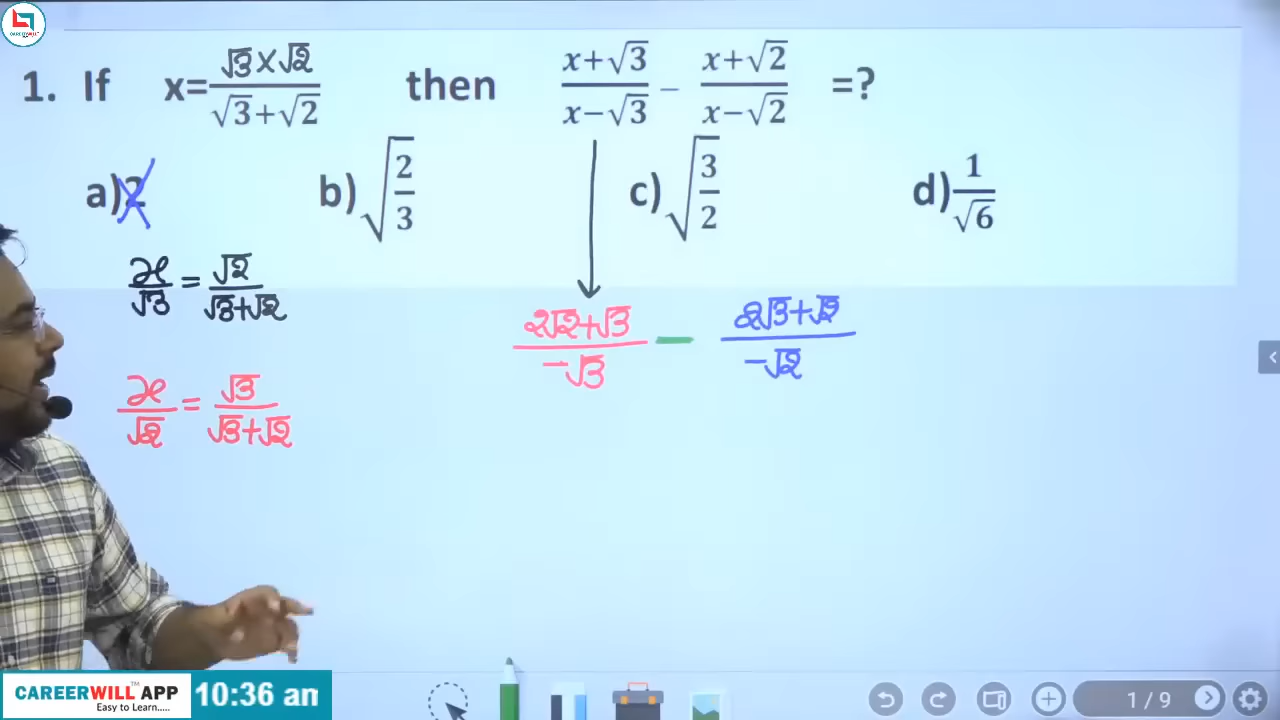 CAREERWILL
1. If x=√3×√2/√3+√2 then x+√3/x−√3 − x+√2/x−√2 =?
a)2 b)√2/3 c)√3/2 d)1/√6
x/√3 = √2/√3+√2
2√2+√3/−√3 − 2√3+√2/−√2
x/√2 = √3/√3+√2
CAREERWILL™ APP
Easy to Learn.....
10:36 am
1 / 9